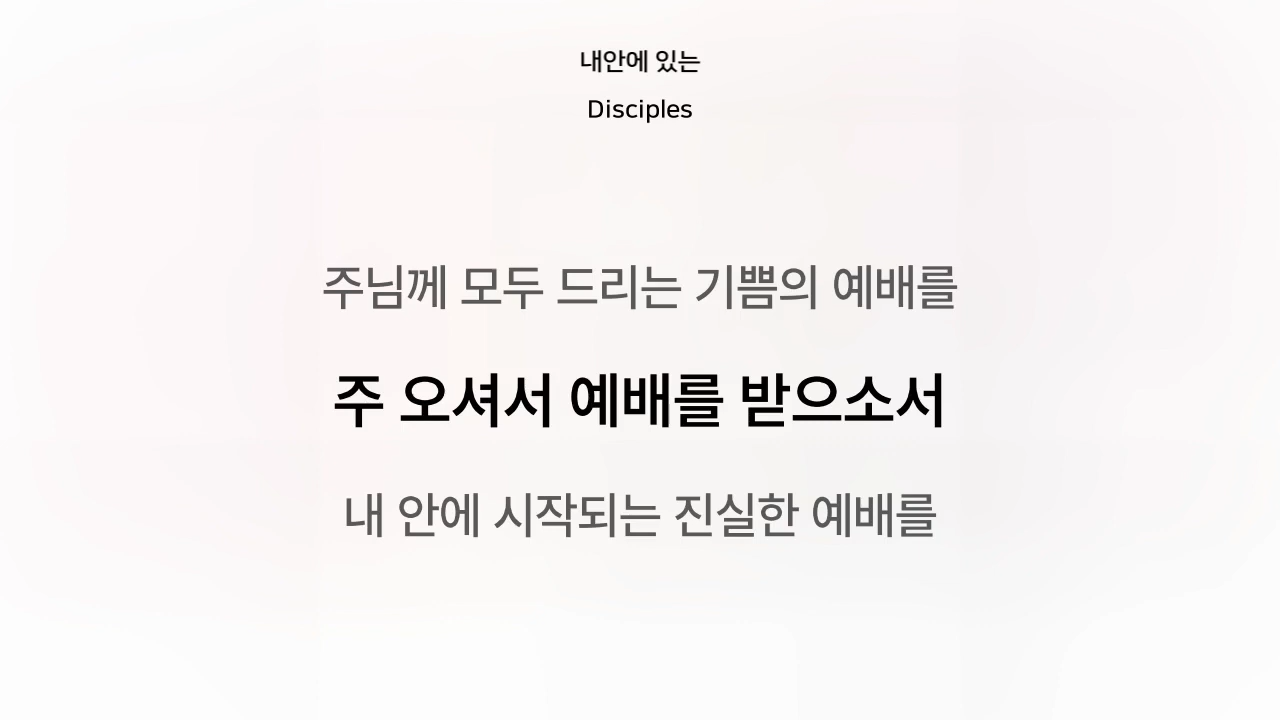 내안에 있는
Disciples
주님께 모두 드리는 기쁨의 예배를
주 오셔서 예배를 받으소서
내 안에 시작되는 진실한 예배를